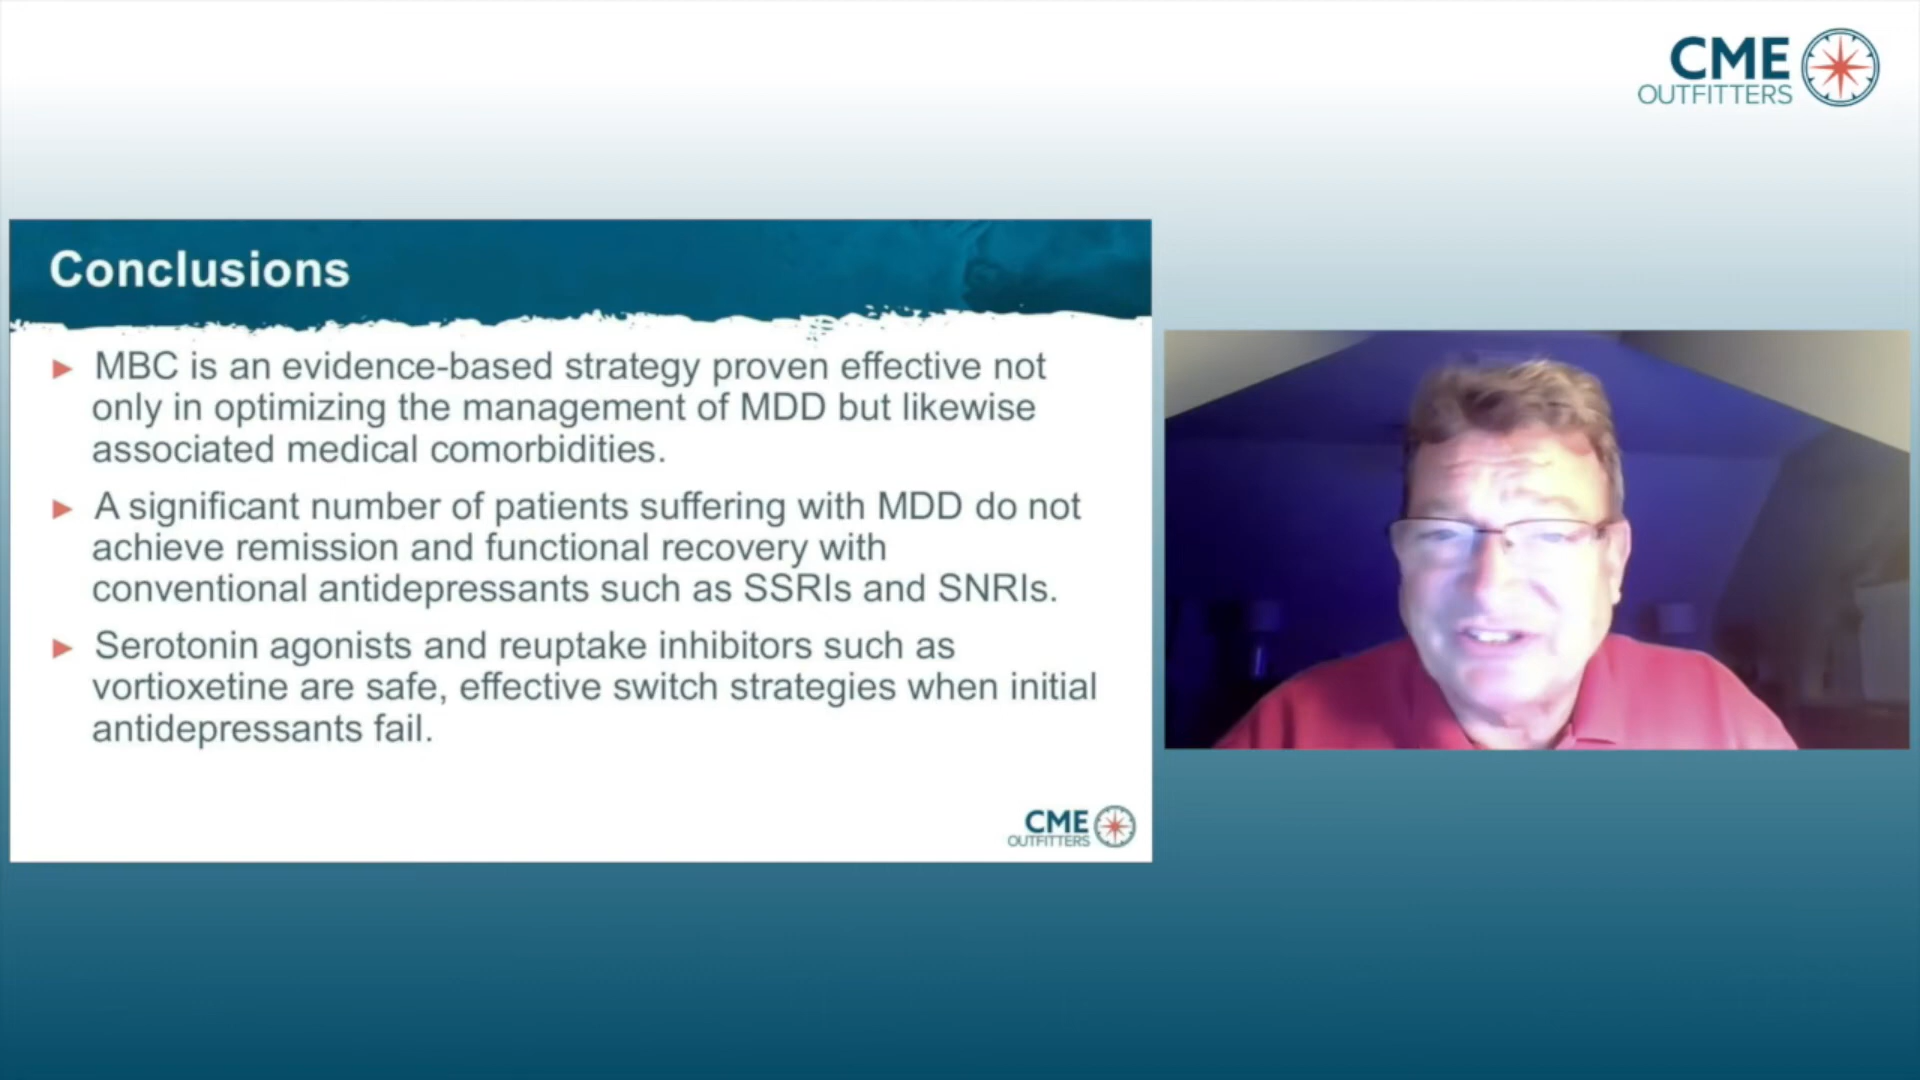 CME
OUTFITTERS
Conclusions
► MBC is an evidence-based strategy proven effective not
only in optimizing the management of MDD but likewise
associated medical comorbidities.
► A significant number of patients suffering with MDD do not
achieve remission and functional recovery with
conventional antidepressants such as SSRIs and SNRIs.
► Serotonin agonists and reuptake inhibitors such as
vortioxetine are safe, effective switch strategies when initial
antidepressants fail.
CME
OUTFITTERS